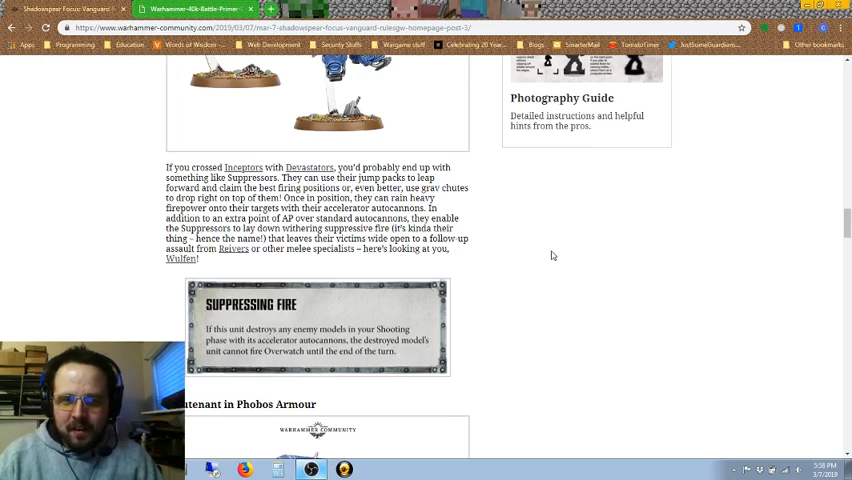 Shadowspear Focus: Vanguard
Warhammer-40k-Battle-Primer-
https://www.warhammer-community.com/2019/03/07/mar-7-shadowspear-focus-vanguard-rulesgw-homepage-post-3/
Apps Programming Education Words of Wisdom - Web Development Security Stuffs Wargame stuff Celebrating 20 Year Blogs SmarterMail TomatoTimer JustSomeGuardians Other bookmarks
Photography Guide
Detailed instructions and helpful
hints from the pros.
If you crossed Inceptors with Devastators, you'd probably end up with
something like Suppressors. They can use their jump packs to leap
forward and claim the best firing positions or, even better, use grav chutes
to drop right on top of them! Once in position, they can rain heavy
firepower onto their targets with their accelerator autocannons. In
addition to an extra point of AP over standard autocannons, they enable
the Suppressors to lay down withering suppressive fire (it's kinda their
thing – hence the name!) that leaves their victims wide open to a follow-up
assault from Reivers or other melee specialists – here's looking at you,
Wulfen!
SUPPRESSING FIRE
If this unit destroys any enemy models in your Shooting
phase with its accelerator autocannons, the destroyed model's
unit cannot fire Overwatch until the end of the turn.
utenant in Phobos Armour
WARHAMMER COMMUNITY
5:58 PM
3/7/2019